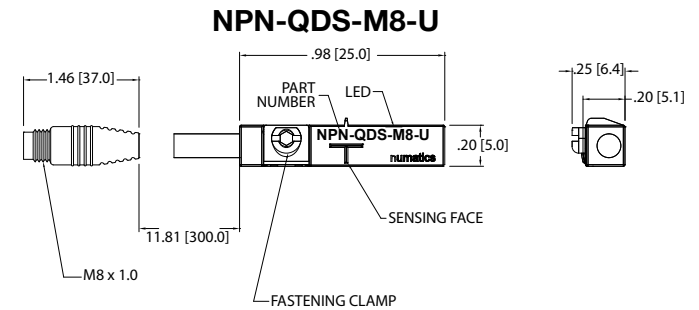 NPN-QDS-M8-U
.98 [25.0]
1.46 [37.0]
.25 [6.4]
PART
NUMBER
LED
.20 [5.1]
NPN-QDS-M8-U
numatics
.20 [5.0]
SENSING FACE
11.81 [300.0]
M8 x 1.0
FASTENING CLAMP